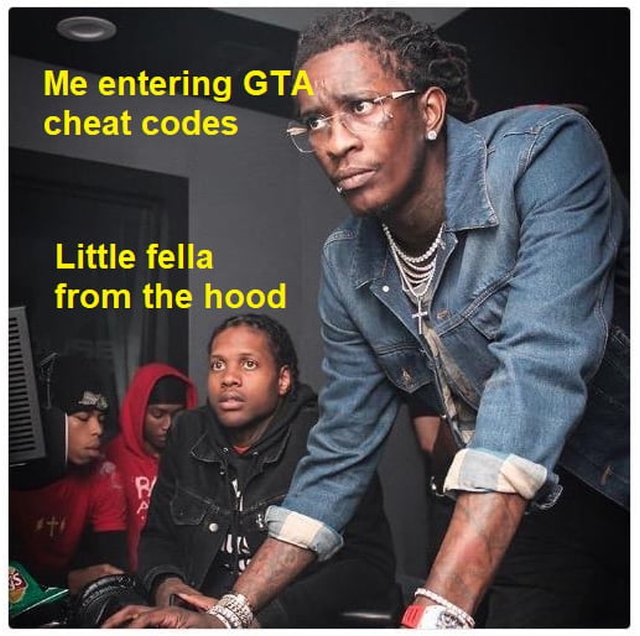 Me entering GTA
cheat codes
Little fella
from the hood